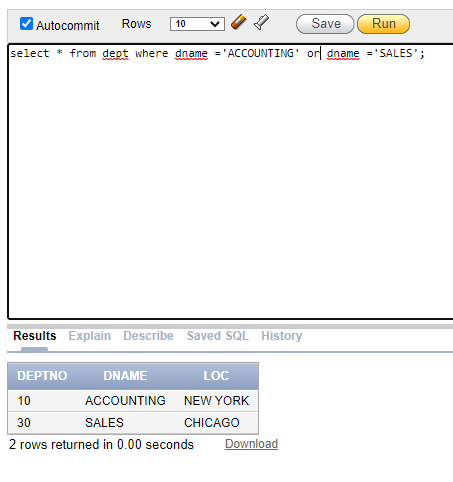 Autocommit Rows 10 Save Run
select * from dept where dname ='ACCOUNTING' or dname ='SALES';
Results Explain Describe Saved SQL History
DEPTNO DNAME LOC
10 ACCOUNTING NEW YORK
30 SALES CHICAGO
2 rows returned in 0.00 seconds Download